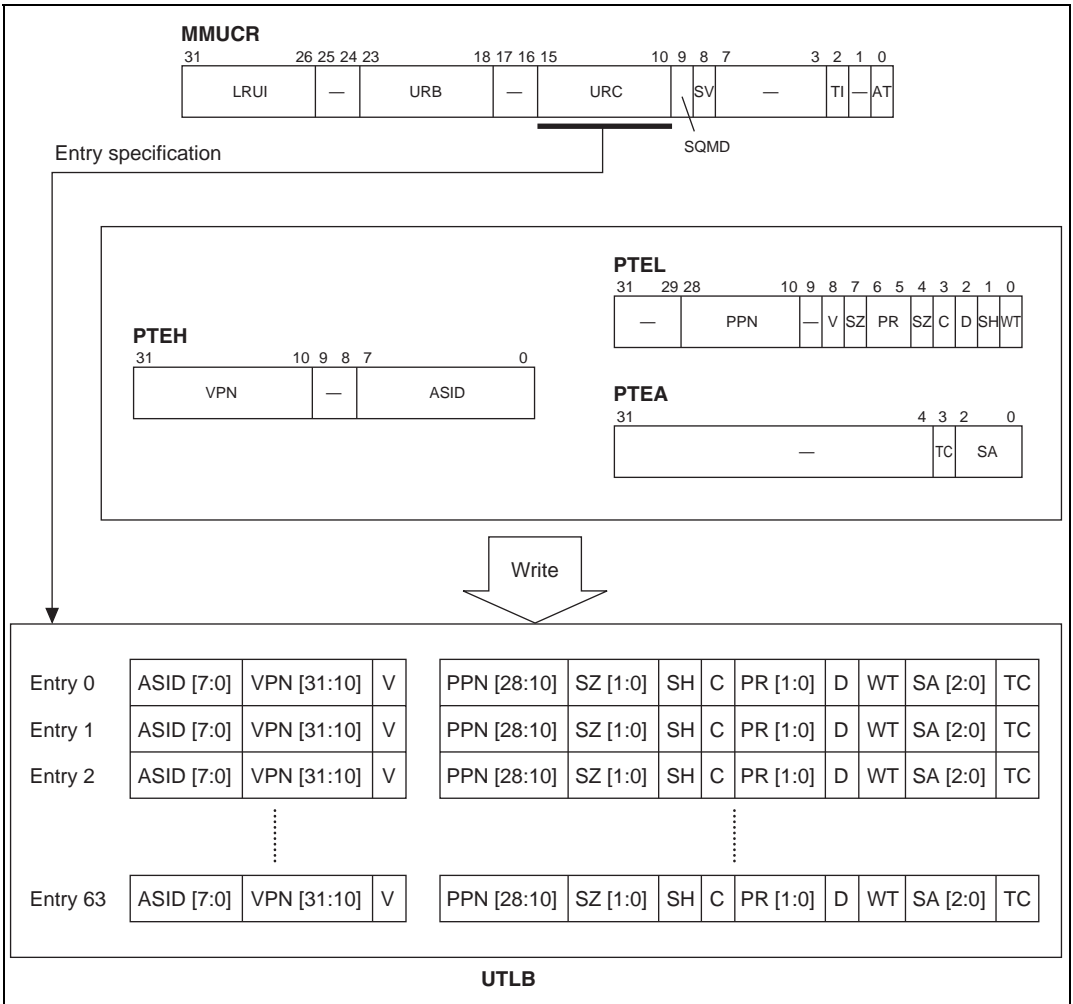 MMUCR
31 26 25 24 23 18 17 16 15 10 9 8 7 3 2 1 0
LRUI — URB — URC SV — TI — AT
SQMD
Entry specification
PTEL
31 29 28 10 9 8 7 6 5 4 3 2 1 0
— PPN — V SZ PR SZ C D SH WT
PTEH
31 10 9 8 7 0
VPN — ASID
PTEA
31 4 3 2 0
— TC SA
Write
Entry 0 ASID [7:0] VPN [31:10] V PPN [28:10] SZ [1:0] SH C PR [1:0] D WT SA [2:0] TC
Entry 1 ASID [7:0] VPN [31:10] V PPN [28:10] SZ [1:0] SH C PR [1:0] D WT SA [2:0] TC
Entry 2 ASID [7:0] VPN [31:10] V PPN [28:10] SZ [1:0] SH C PR [1:0] D WT SA [2:0] TC
Entry 63 ASID [7:0] VPN [31:10] V PPN [28:10] SZ [1:0] SH C PR [1:0] D WT SA [2:0] TC
UTLB